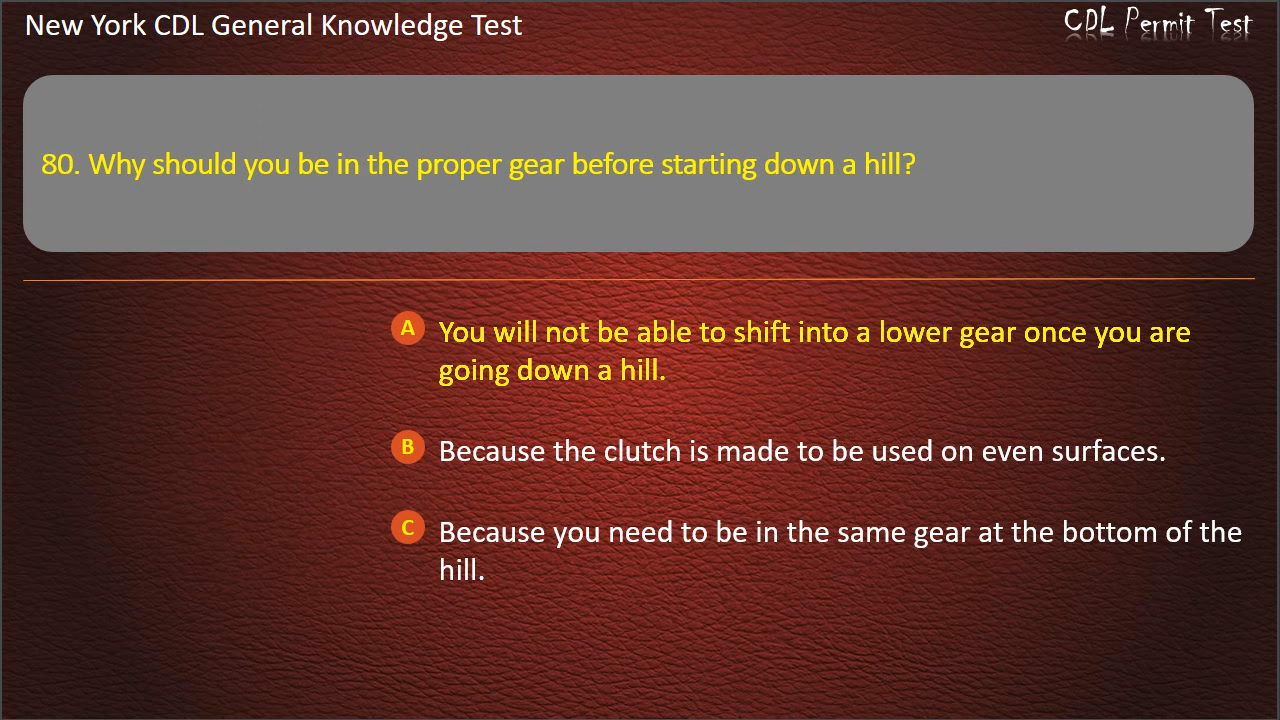 New York CDL General Knowledge Test
CDL Permit Test
80. Why should you be in the proper gear before starting down a hill?
A You will not be able to shift into a lower gear once you are
going down a hill.
B Because the clutch is made to be used on even surfaces.
C Because you need to be in the same gear at the bottom of the
hill.